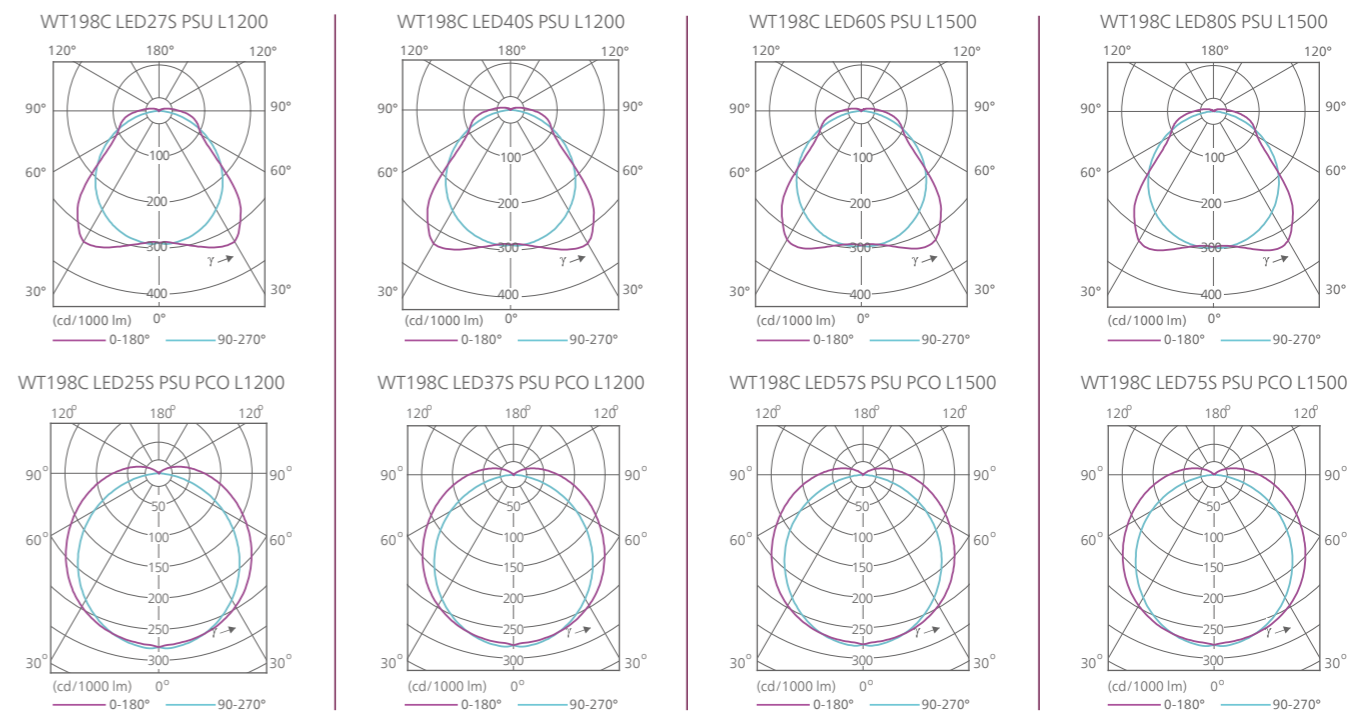 WT198C LED27S PSU L1200
120° 180° 120°
90° 90°
100
60° 60°
200
300
γ
30° 400 30°
(cd/1000 lm) 0°
0-180° 90-270°
WT198C LED40S PSU L1200
120° 180° 120°
90° 90°
100
60° 60°
200
300
γ
30° 400 30°
(cd/1000 lm) 0°
0-180° 90-270°
WT198C LED60S PSU L1500
120° 180° 120°
90° 90°
100
60° 60°
200
300
γ
30° 400 30°
(cd/1000 lm) 0°
0-180° 90-270°
WT198C LED80S PSU L1500
120° 180° 120°
90° 90°
100
60° 60°
200
300
γ
30° 400 30°
(cd/1000 lm) 0°
0-180° 90-270°
WT198C LED25S PSU PCO L1200
120° 180° 120°
90° 90°
50
60° 100 60°
150
200
250
γ
30° 300 30°
(cd/1000 lm) 0°
0-180° 90-270°
WT198C LED37S PSU PCO L1200
120° 180° 120°
90° 90°
50
60° 100 60°
150
200
250
γ
30° 300 30°
(cd/1000 lm) 0°
0-180° 90-270°
WT198C LED57S PSU PCO L1500
120° 180° 120°
90° 90°
50
60° 100 60°
150
200
250
γ
30° 300 30°
(cd/1000 lm) 0°
0-180° 90-270°
WT198C LED75S PSU PCO L1500
120° 180° 120°
90° 90°
50
60° 100 60°
150
200
250
γ
30° 300 30°
(cd/1000 lm) 0°
0-180° 90-270°